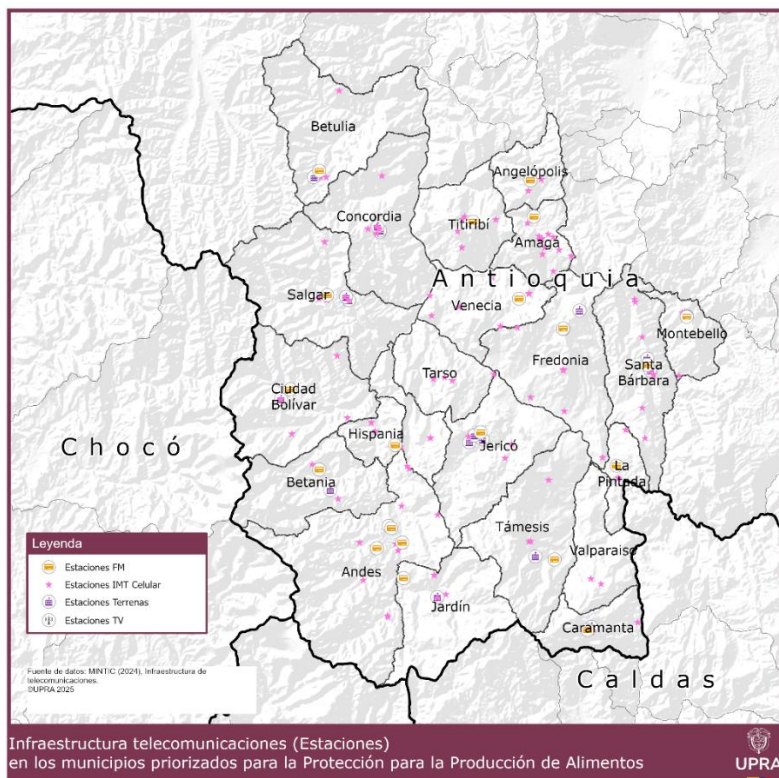 Betulia
Angelópolis
Concordia
Titiribí
Amagá
Antioquia
Salgar
Venecia
Montebello
Fredonia
Santa
Bárbara
Tarso
Ciudad
Bolívar
Chocó
Hispania
Jericó
Betania
La
Pintada
Támesis
Valparaiso
Andes
Jardín
Caramanta
Caldas
Leyenda
Estaciones FM
Estaciones IMT Celular
Estaciones Terrenas
Estaciones TV
Fuente de datos: MINTIC (2024), Infraestructura de
telecomunicaciones.
©UPRA 2025
Infraestructura telecomunicaciones (Estaciones)
en los municipios priorizados para la Protección para la Producción de Alimentos
UPRA